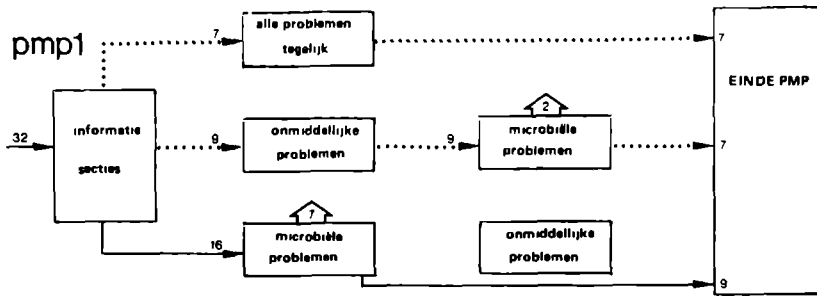 pmp1
7
alle problemen
tegelijk
7
EINDE PMP
32
informatie
secties
9
onmiddellijke
problemen
9
2
microbiële
problemen
7
16
1
microbiële
problemen
onmiddellijke
problemen
9